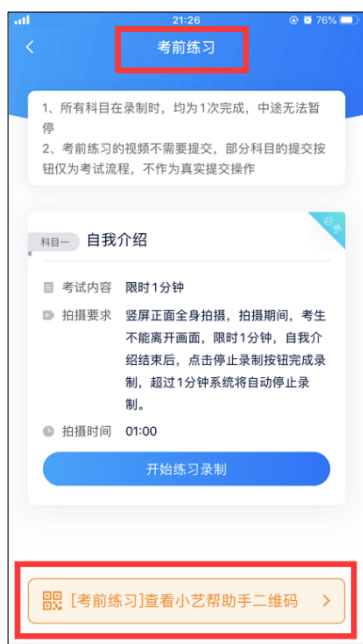 21:26
76%
考前练习
1、所有科目在录制时，均为1次完成，中途无法暂
停
2、考前练习的视频不需要提交，部分科目的提交按
钮仅为考试流程，不作为真实提交操作
必考
科目一 自我介绍
考试内容 限时1分钟
拍摄要求 竖屏正面全身拍摄，拍摄期间，考生
不能离开画面，限时1分钟，自我介
绍结束后，点击停止录制按钮完成录
制，超过1分钟系统将自动停止录
制。
拍摄时间 01:00
开始练习录制
[考前练习]查看小艺帮助手二维码